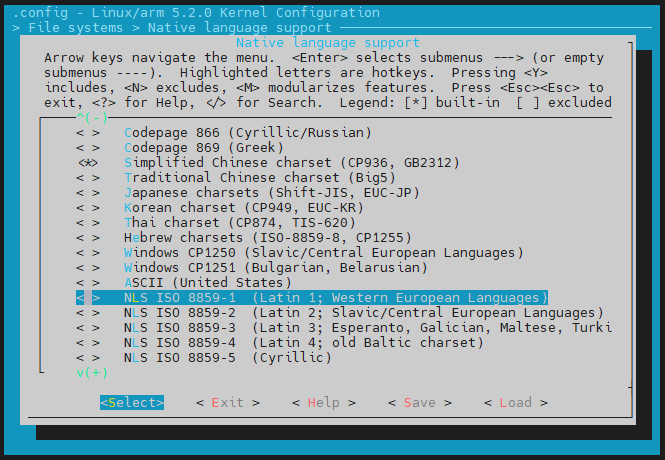 .config - Linux/arm 5.2.0 Kernel Configuration
> File systems > Native language support
Native language support
Arrow keys navigate the menu.  <Enter> selects submenus ---> (or empty
submenus ----).  Highlighted letters are hotkeys.  Pressing <Y>
includes, <N> excludes, <M> modularizes features.  Press <Esc><Esc> to
exit, <?> for Help, </> for Search.  Legend: [*] built-in  [ ] excluded
^(-)
< >   Codepage 866 (Cyrillic/Russian)
< >   Codepage 869 (Greek)
<*>   Simplified Chinese charset (CP936, GB2312)
< >   Traditional Chinese charset (Big5)
< >   Japanese charsets (Shift-JIS, EUC-JP)
< >   Korean charset (CP949, EUC-KR)
< >   Thai charset (CP874, TIS-620)
< >   Hebrew charsets (ISO-8859-8, CP1255)
< >   Windows CP1250 (Slavic/Central European Languages)
< >   Windows CP1251 (Bulgarian, Belarusian)
< >   ASCII (United States)
< >   NLS ISO 8859-1  (Latin 1; Western European Languages)
< >   NLS ISO 8859-2  (Latin 2; Slavic/Central European Languages)
< >   NLS ISO 8859-3  (Latin 3; Esperanto, Galician, Maltese, Turki
< >   NLS ISO 8859-4  (Latin 4; old Baltic charset)
< >   NLS ISO 8859-5  (Cyrillic)
v(+)
<Select>    < Exit >    < Help >    < Save >    < Load >